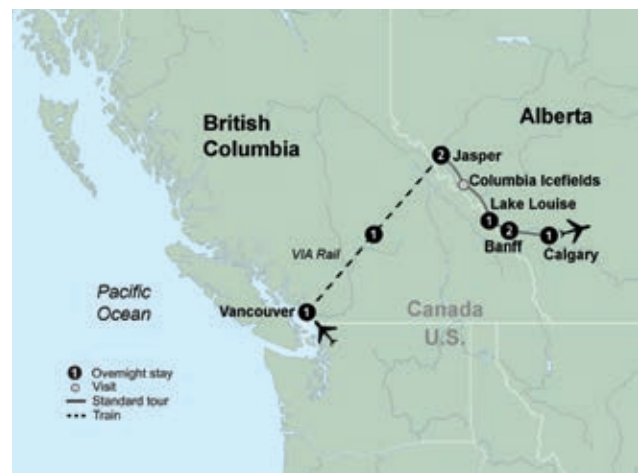 British
Columbia
Alberta
2 Jasper
Columbia Icefields
Lake Louise
1
2
Banff
1
Calgary
1
VIA Rail
Pacific
Ocean
Vancouver 1
Canada
U.S.
1 Overnight stay
Visit
Standard tour
Train